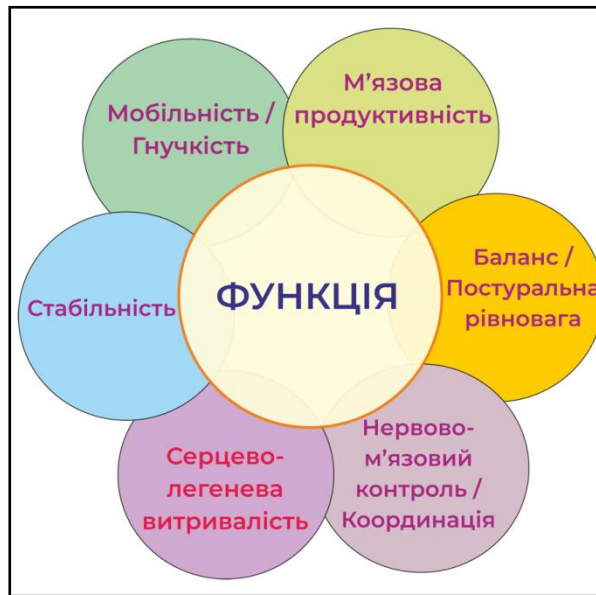 Мобільність /
Гнучкість
М’язова
продуктивність
Стабільність
ФУНКЦІЯ
Баланс /
Постуральна
рівновага
Серцево-
легенева
витривалість
Нервово-
м’язовий
контроль /
Координація